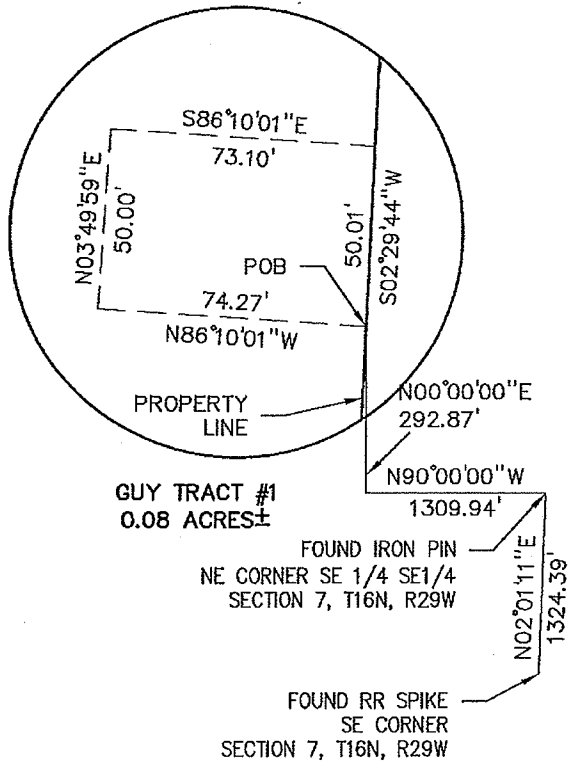 S86°10'01"E
73.10'
N03°49'59"E
50.00'
50.01'
S02°29'44"W
POB
74.27'
N86°10'01"W
PROPERTY
LINE
N00°00'00"E
292.87'
N90°00'00"W
1309.94'
GUY TRACT #1
0.08 ACRES±
FOUND IRON PIN
NE CORNER SE 1/4 SE1/4
SECTION 7, T16N, R29W
N02°01'11"E
1324.39'
FOUND RR SPIKE
SE CORNER
SECTION 7, T16N, R29W